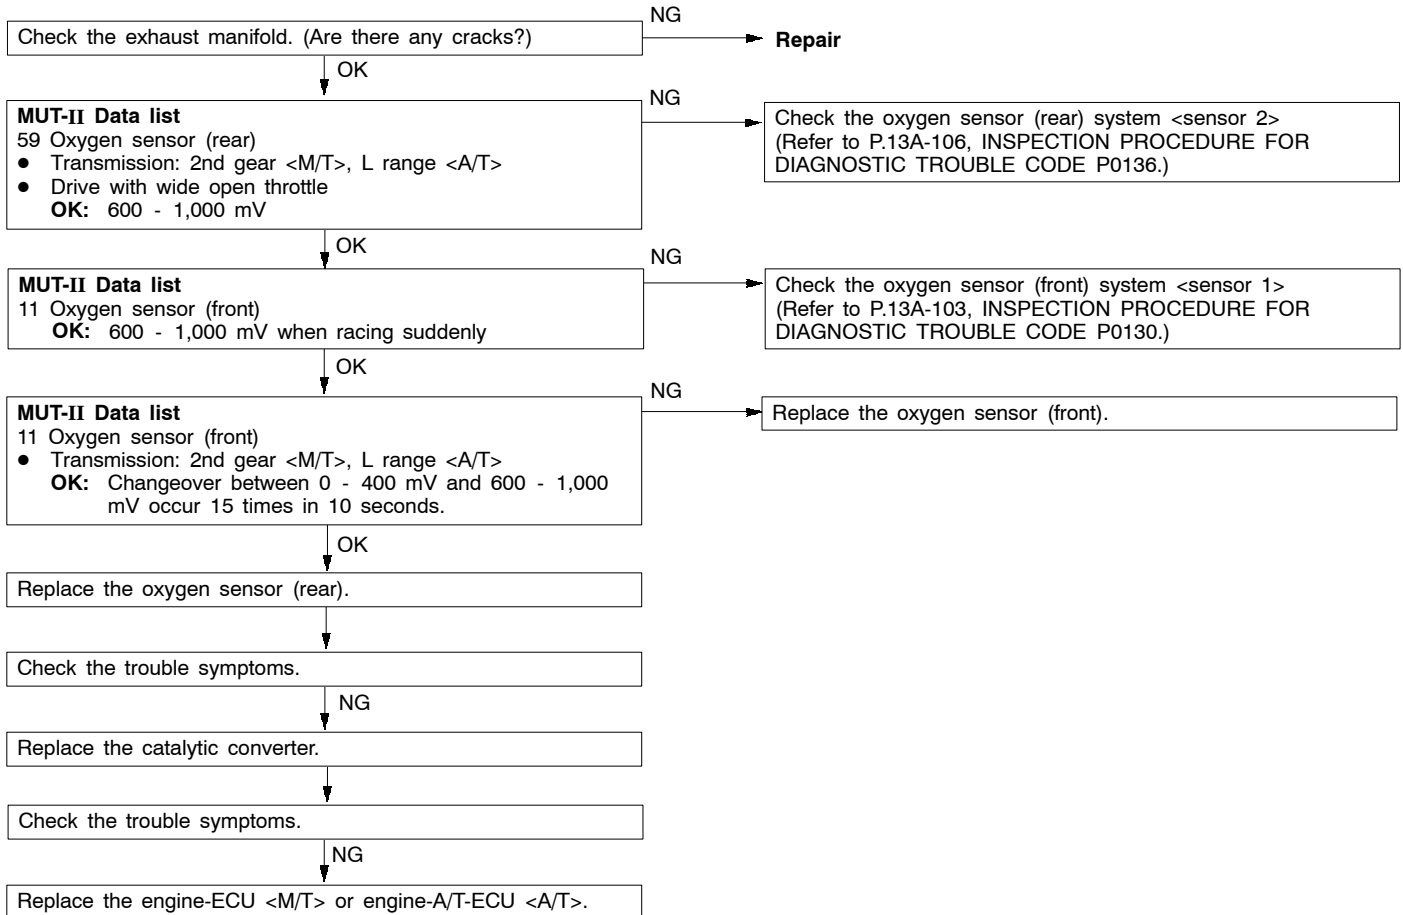 Check the exhaust manifold. (Are there any cracks?)
NG
Repair
OK
MUT-II Data list
59 Oxygen sensor (rear)
● Transmission: 2nd gear <M/T>, L range <A/T>
● Drive with wide open throttle
OK: 600 - 1,000 mV
NG
Check the oxygen sensor (rear) system <sensor 2>
(Refer to P.13A-106, INSPECTION PROCEDURE FOR
DIAGNOSTIC TROUBLE CODE P0136.)
OK
MUT-II Data list
11 Oxygen sensor (front)
OK: 600 - 1,000 mV when racing suddenly
NG
Check the oxygen sensor (front) system <sensor 1>
(Refer to P.13A-103, INSPECTION PROCEDURE FOR
DIAGNOSTIC TROUBLE CODE P0130.)
OK
MUT-II Data list
11 Oxygen sensor (front)
● Transmission: 2nd gear <M/T>, L range <A/T>
OK: Changeover between 0 - 400 mV and 600 - 1,000
mV occur 15 times in 10 seconds.
NG
Replace the oxygen sensor (front).
OK
Replace the oxygen sensor (rear).
Check the trouble symptoms.
NG
Replace the catalytic converter.
Check the trouble symptoms.
NG
Replace the engine-ECU <M/T> or engine-A/T-ECU <A/T>.